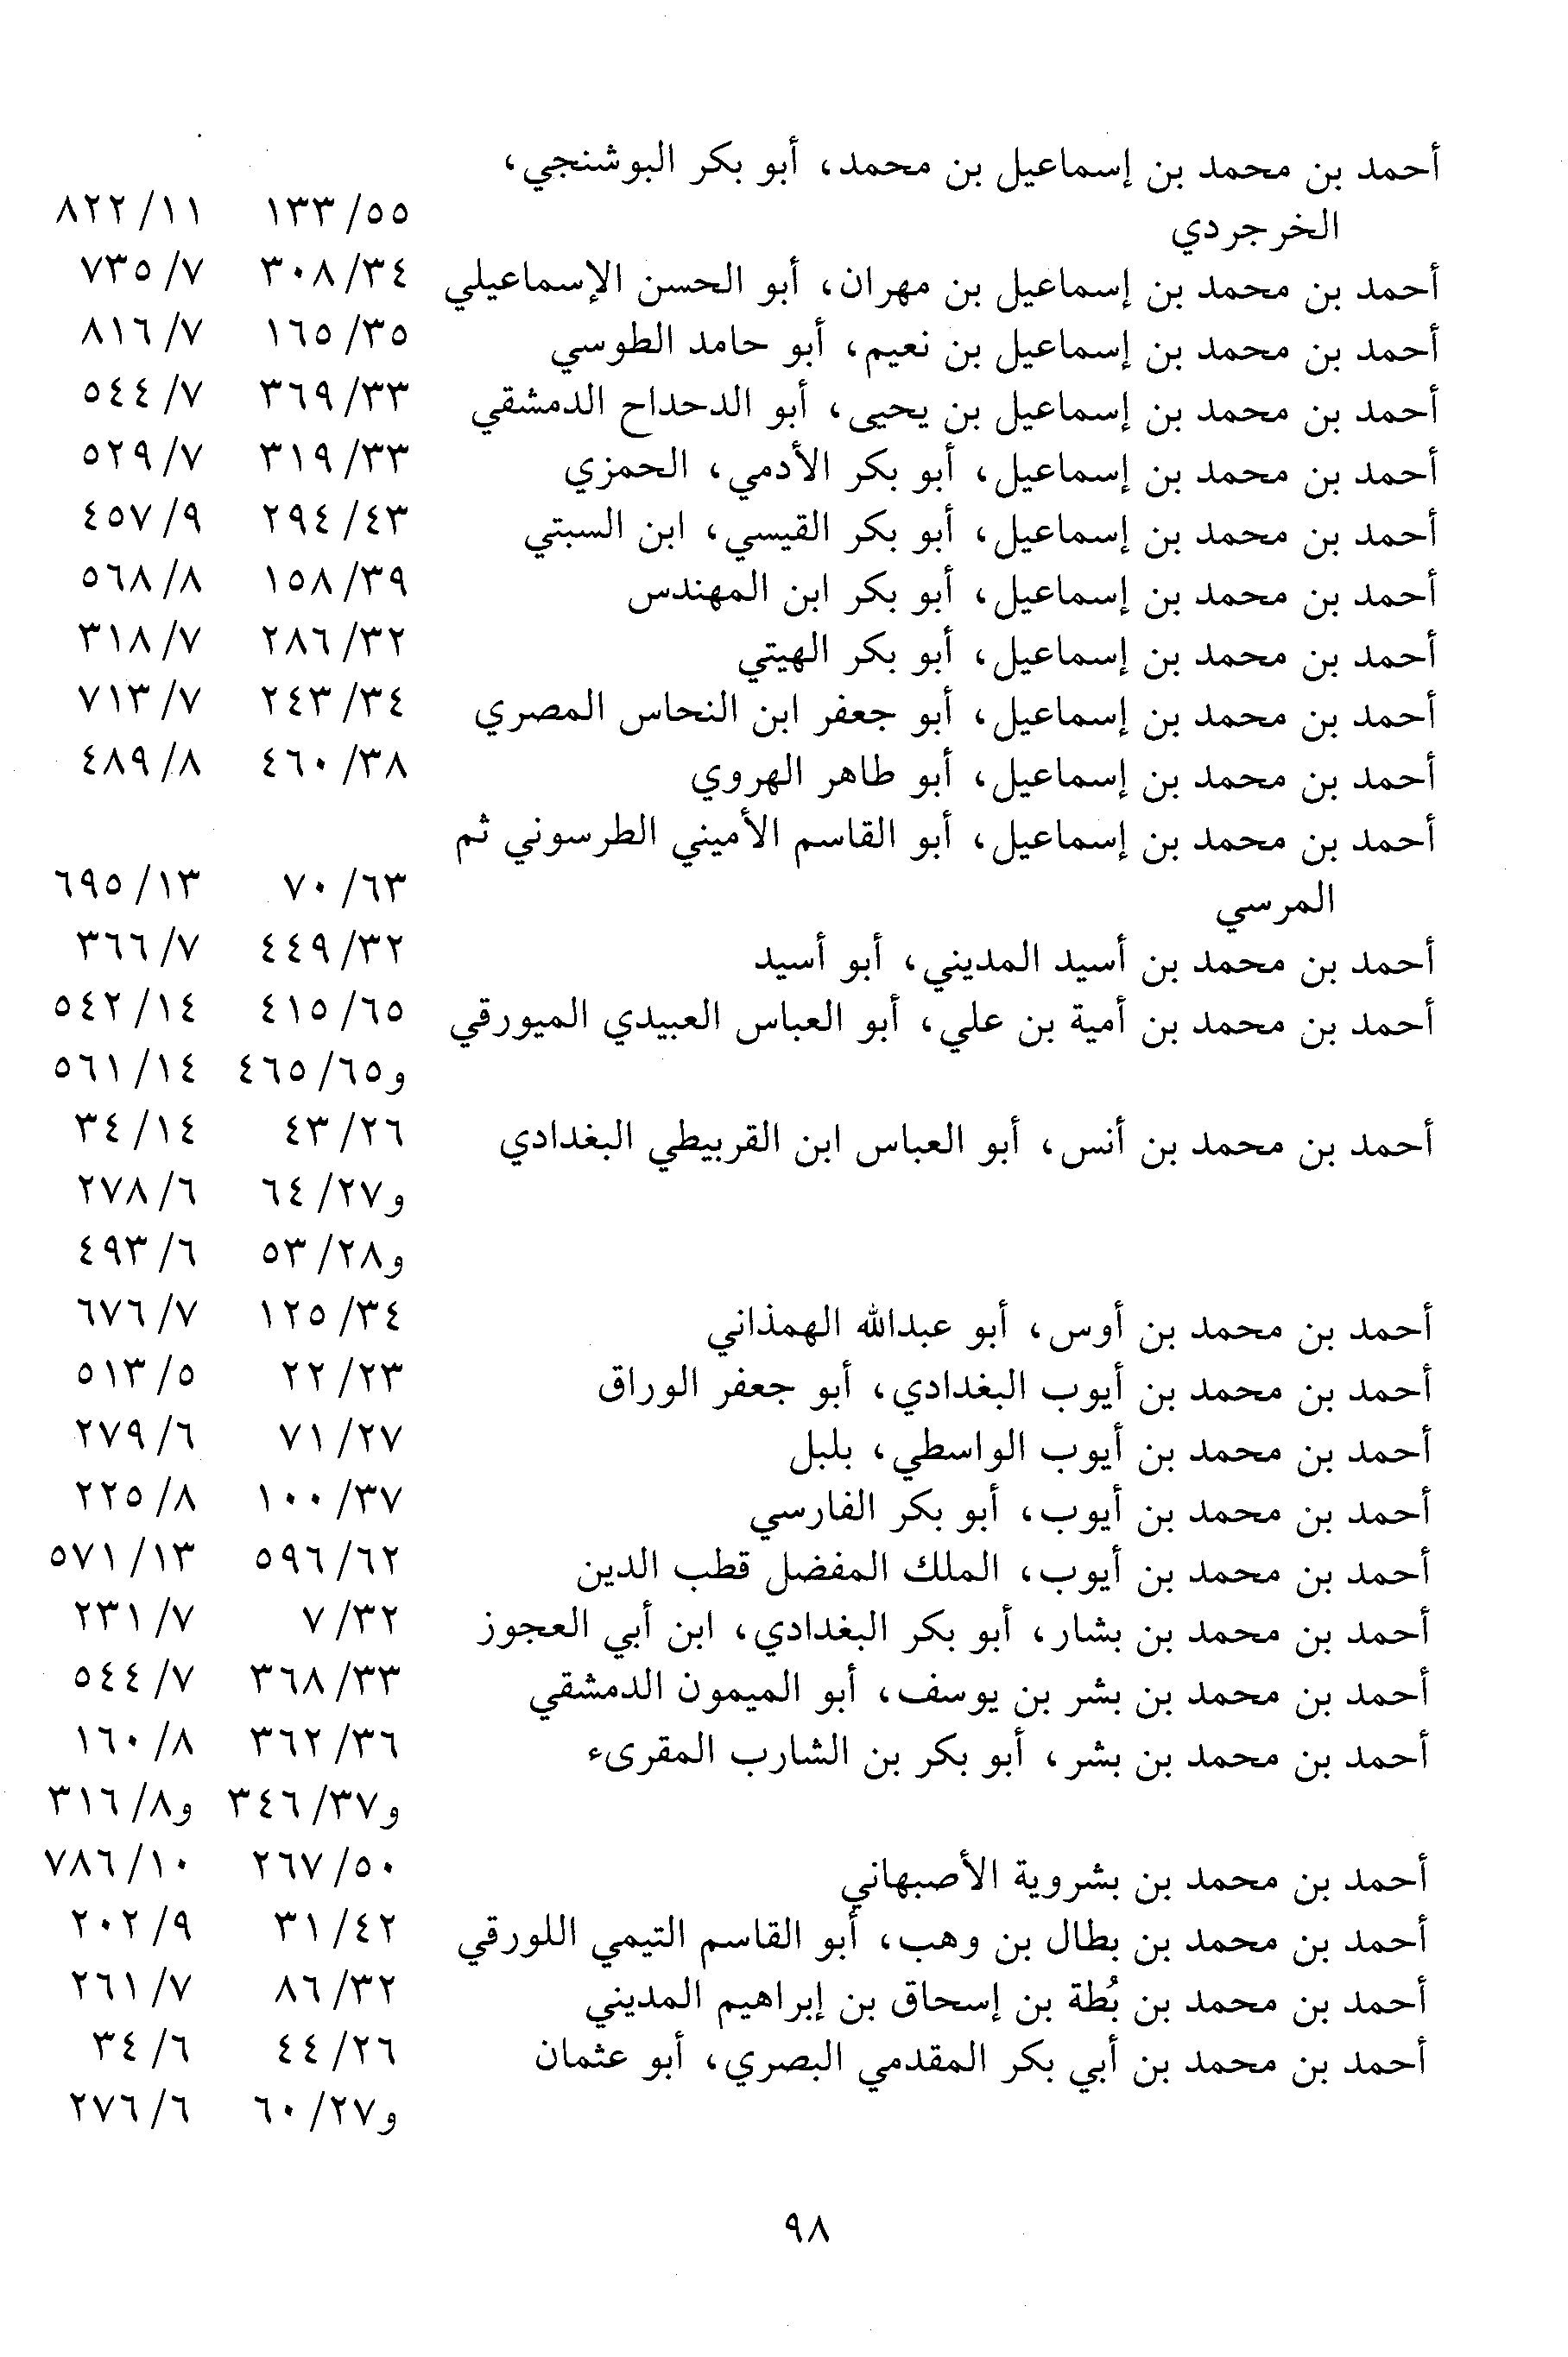 أحمد بن محمد بن إسماعيل بن محمد، أبو بكر البوشنجي،
الخرجردي ١٣٣/٥٥ ٨٢٢/١١
أحمد بن محمد بن إسماعيل بن مهران، أبو الحسن الإسماعيلي ٣٠٨/٣٤ ٧٣٥/٧
أحمد بن محمد بن إسماعيل بن نعيم، أبو حامد الطوسي ١٦٥/٣٥ ٨١٦/٧
أحمد بن محمد بن إسماعيل بن يحيى، أبو الدحداح الدمشقي ٣٦٩/٣٣ ٥٤٤/٧
أحمد بن محمد بن إسماعيل، أبو بكر الأدمي، الحمزي ٣١٩/٣٣ ٥٢٩/٧
أحمد بن محمد بن إسماعيل، أبو بكر القيسي، ابن السبتي ٢٩٤/٤٣ ٤٥٧/٩
أحمد بن محمد بن إسماعيل، أبو بكر ابن المهندس ١٥٨/٣٩ ٥٦٨/٨
أحمد بن محمد بن إسماعيل، أبو بكر الهيتي ٢٨٦/٣٢ ٣١٨/٧
أحمد بن محمد بن إسماعيل، أبو جعفر ابن النحاس المصري ٢٤٣/٣٤ ٧١٣/٧
أحمد بن محمد بن إسماعيل، أبو طاهر الهروي ٤٦٠/٣٨ ٤٨٩/٨
أحمد بن محمد بن إسماعيل، أبو القاسم الأميني الطرسوني ثم
المرسي ٧٠/٦٣ ٦٩٥/١٣
أحمد بن محمد بن أسيد المديني، أبو أسيد ٤٤٩/٣٢ ٣٦٦/٧
أحمد بن محمد بن أمية بن علي، أبو العباس العبيدي الميورقي ٤١٥/٦٥ ٥٤٢/١٤
و٤٦٥/٦٥ ٥٦١/١٤
أحمد بن محمد بن أنس، أبو العباس ابن القربيطي البغدادي ٤٣/٢٦ ٣٤/١٤
و٦٤/٢٧ ٢٧٨/٦
و٥٣/٢٨ ٤٩٣/٦
أحمد بن محمد بن أوس، أبو عبدالله الهمذاني ١٢٥/٣٤ ٦٧٦/٧
أحمد بن محمد بن أيوب البغدادي، أبو جعفر الوراق ٢٢/٢٣ ٥١٣/٥
أحمد بن محمد بن أيوب الواسطي، بلبل ٧١/٢٧ ٢٧٩/٦
أحمد بن محمد بن أيوب، أبو بكر الفارسي ١٠٠/٣٧ ٢٢٥/٨
أحمد بن محمد بن أيوب، الملك المفضل قطب الدين ٥٩٦/٦٢ ٥٧١/١٣
أحمد بن محمد بن بشار، أبو بكر البغدادي، ابن أبي العجوز ٧/٣٢ ٢٣١/٧
أحمد بن محمد بن بشر بن يوسف، أبو الميمون الدمشقي ٣٦٨/٣٣ ٥٤٤/٧
أحمد بن محمد بن بشر، أبو بكر بن الشارب المقرىء ٣٦٢/٣٦ ١٦٠/٨
و٣٤٦/٣٧ و٣١٦/٨
أحمد بن محمد بن بشروية الأصبهاني ٢٦٧/٥٠ ٧٨٦/١٠
أحمد بن محمد بن بطال بن وهب، أبو القاسم التيمي اللورقي ٣١/٤٢ ٢٠٢/٩
أحمد بن محمد بن بُطة بن إسحاق بن إبراهيم المديني ٨٦/٣٢ ٢٦١/٧
أحمد بن محمد بن أبي بكر المقدمي البصري، أبو عثمان ٤٤/٢٦ ٣٤/٦
و٦٠/٢٧ ٢٧٦/٦
٩٨